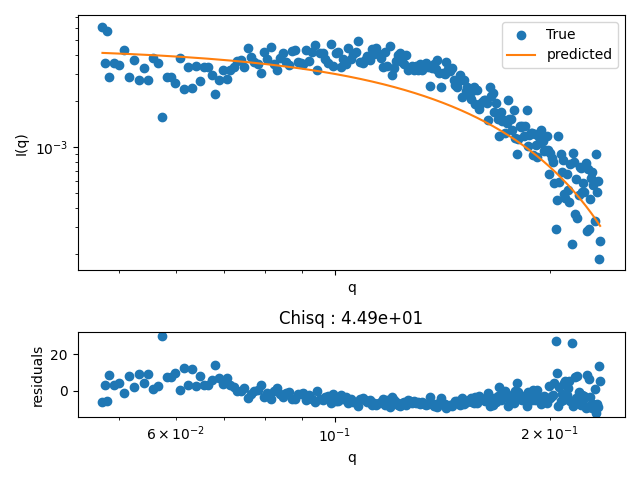 True
predicted
I(q)
10⁻³
q
Chisq : 4.49e+01
residuals
20
0
6 × 10⁻²
10⁻¹
2 × 10⁻¹
q